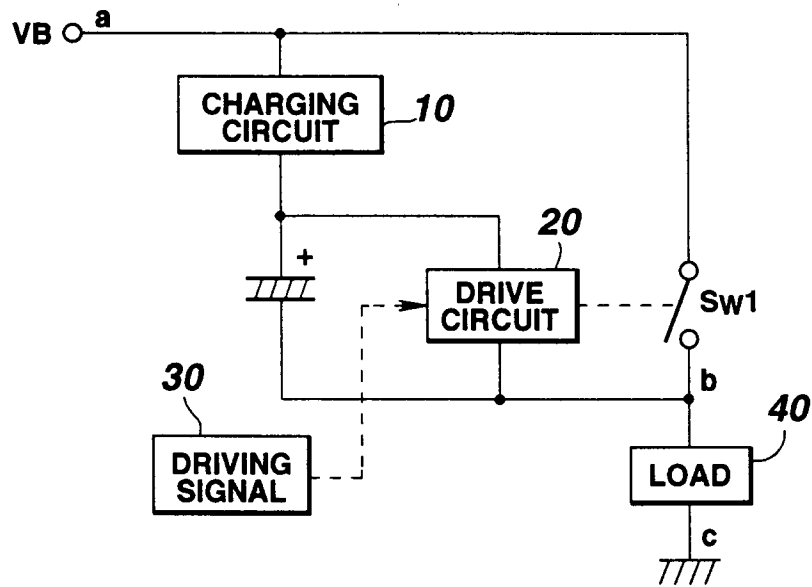 VB a
CHARGING
CIRCUIT
10
+
20
DRIVE
CIRCUIT
SW1
b
30
DRIVING
SIGNAL
40
LOAD
c